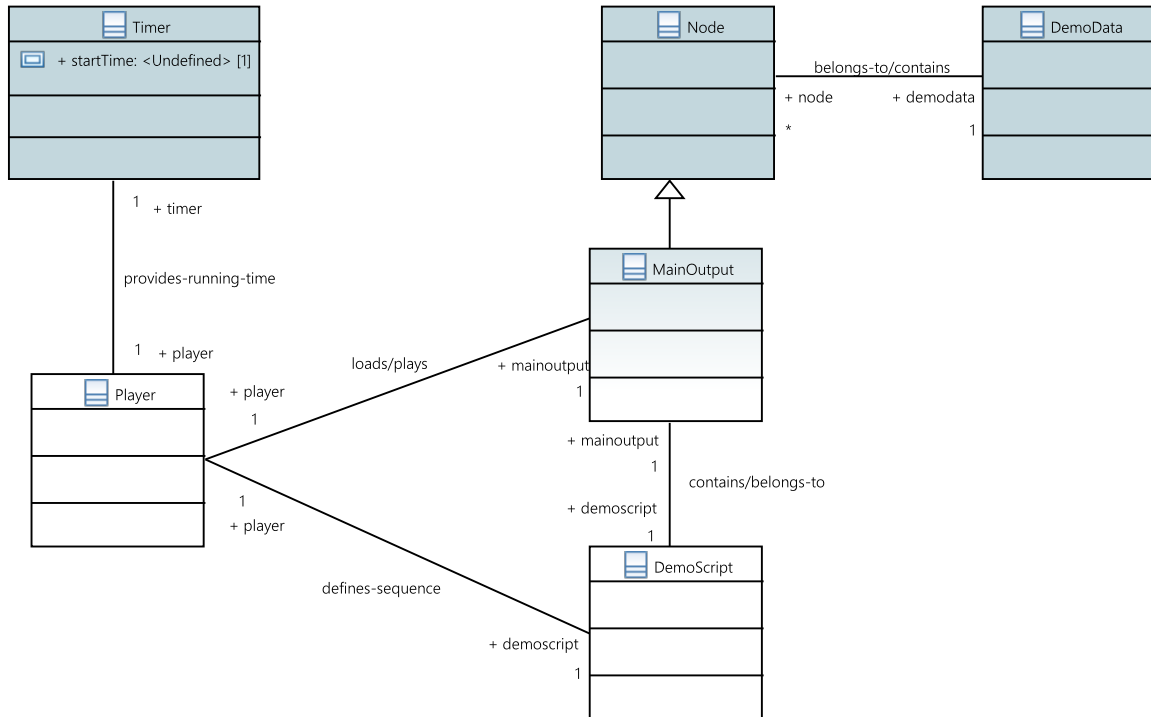 Timer
+ startTime: <Undefined> [1]
Node
DemoData
belongs-to/contains
+ node
+ demodata
*
1
1
+ timer
provides-running-time
1
+ player
MainOutput
loads/plays
+ mainoutput
1
+ player
1
Player
+ mainoutput
1
contains/belongs-to
+ demoscript
1
1
+ player
DemoScript
defines-sequence
+ demoscript
1